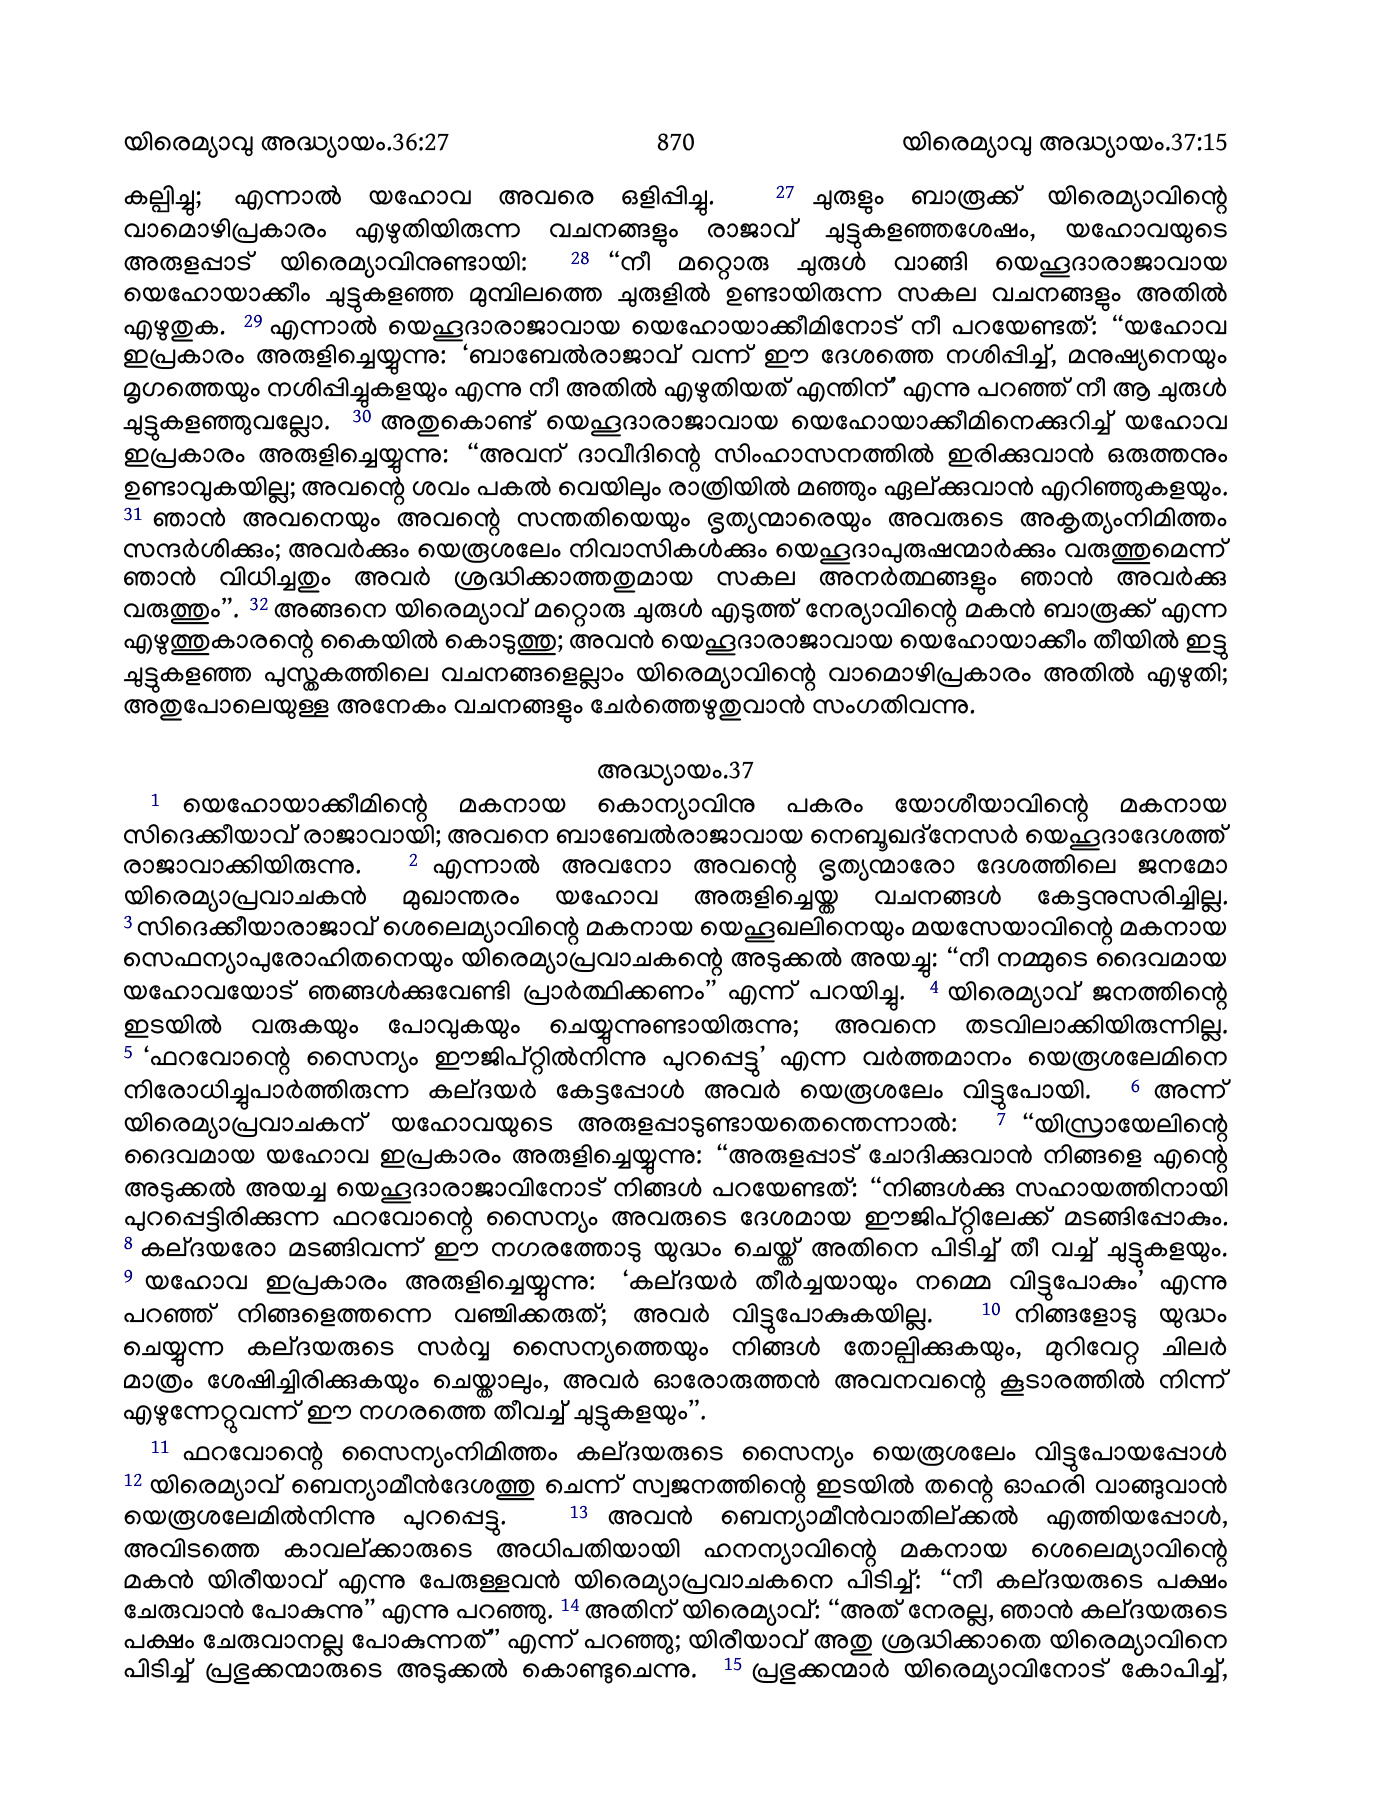 യിരെമ്യാവു അദ്ധ്യായം.36:27 870 യിരെമ്യാവു അദ്ധ്യായം.37:15
കല്പിച്ചു; എന്നാൽ യഹോവ അവരെ ഒളിപ്പിച്ചു. 27 ചുരുളും ബാരൂക്ക് യിരെമ്യാവിന്റെ
വാമൊഴിപ്രകാരം എഴുതിയിരുന്ന വചനങ്ങളും രാജാവ് ചുട്ടുകളഞ്ഞശേഷം, യഹോവയുടെ
അരുളപ്പാട് യിരെമ്യാവിനുണ്ടായി: 28 “നീ മറ്റൊരു ചുരുൾ വാങ്ങി യെഹൂദാരാജാവായ
യെഹോയാക്കീം ചുട്ടുകളഞ്ഞ മുമ്പിലത്തെ ചുരുളിൽ ഉണ്ടായിരുന്ന സകല വചനങ്ങളും അതിൽ
എഴുതുക. 29 എന്നാൽ യെഹൂദാരാജാവായ യെഹോയാക്കീമിനോട് നീ പറയേണ്ടത്: “യഹോവ
ഇപ്രകാരം അരുളിച്ചെയ്യുന്നു: ‘ബാബേൽരാജാവ് വന്ന് ഈ ദേശത്തെ നശിപ്പിച്ച്, മനുഷ്യനെയും
മൃഗത്തെയും നശിപ്പിച്ചുകളയും എന്നു നീ അതിൽ എഴുതിയത് എന്തിന്’ എന്നു പറഞ്ഞ് നീ ആ ചുരുൾ
ചുട്ടുകളഞ്ഞുവല്ലോ. 30 അതുകൊണ്ട് യെഹൂദാരാജാവായ യെഹോയാക്കീമിനെക്കുറിച്ച് യഹോവ
ഇപ്രകാരം അരുളിച്ചെയ്യുന്നു: “അവന് ദാവീദിന്റെ സിംഹാസനത്തിൽ ഇരിക്കുവാൻ ഒരുത്തനും
ഉണ്ടാവുകയില്ല; അവന്റെ ശവം പകൽ വെയിലും രാത്രിയിൽ മഞ്ഞും ഏല്ക്കുവാൻ എറിഞ്ഞുകളയും.
31 ഞാൻ അവനെയും അവന്റെ സന്തതിയെയും ഭൃത്യന്മാരെയും അവരുടെ അകൃത്യംനിമിത്തം
സന്ദർശിക്കും; അവർക്കും യെരൂശലേം നിവാസികൾക്കും യെഹൂദാപുരുഷന്മാർക്കും വരുത്തുമെന്ന്
ഞാൻ വിധിച്ചതും അവർ ശ്രദ്ധിക്കാത്തതുമായ സകല അനർത്ഥങ്ങളും ഞാൻ അവർക്കു
വരുത്തും”. 32 അങ്ങനെ യിരെമ്യാവ് മറ്റൊരു ചുരുൾ എടുത്ത് നേര്യാവിന്റെ മകൻ ബാരൂക്ക് എന്ന
എഴുത്തുകാരന്റെ കൈയിൽ കൊടുത്തു; അവൻ യെഹൂദാരാജാവായ യെഹോയാക്കീം തീയിൽ ഇട്ടു
ചുട്ടുകളഞ്ഞ പുസ്തകത്തിലെ വചനങ്ങളെല്ലാം യിരെമ്യാവിന്റെ വാമൊഴിപ്രകാരം അതിൽ എഴുതി;
അതുപോലെയുള്ള അനേകം വചനങ്ങളും ചേർത്തെഴുതുവാൻ സംഗതിവന്നു.
അദ്ധ്യായം.37
1 യെഹോയാക്കീമിന്റെ മകനായ കൊന്യാവിനു പകരം യോശീയാവിന്റെ മകനായ
സിദെക്കീയാവ് രാജാവായി; അവനെ ബാബേൽരാജാവായ നെബൂഖദ്നേസർ യെഹൂദാദേശത്ത്
രാജാവാക്കിയിരുന്നു. 2 എന്നാൽ അവനോ അവന്റെ ഭൃത്യന്മാരോ ദേശത്തിലെ ജനമോ
യിരെമ്യാപ്രവാചകൻ മുഖാന്തരം യഹോവ അരുളിച്ചെയ്ത വചനങ്ങൾ കേട്ടനുസരിച്ചില്ല.
3 സിദെക്കീയാരാജാവ് ശെലെമ്യാവിന്റെ മകനായ യെഹൂഖലിനെയും മയസേയാവിന്റെ മകനായ
സെഫന്യാപുരോഹിതനെയും യിരെമ്യാപ്രവാചകന്റെ അടുക്കൽ അയച്ചു: “നീ നമ്മുടെ ദൈവമായ
യഹോവയോട് ഞങ്ങൾക്കുവേണ്ടി പ്രാർത്ഥിക്കണം” എന്ന് പറയിച്ചു. 4 യിരെമ്യാവ് ജനത്തിന്റെ
ഇടയിൽ വരുകയും പോവുകയും ചെയ്യുന്നുണ്ടായിരുന്നു; അവനെ തടവിലാക്കിയിരുന്നില്ല.
5 ‘ഫറവോന്റെ സൈന്യം ഈജിപ്റ്റിൽനിന്നു പുറപ്പെട്ടു’ എന്ന വർത്തമാനം യെരൂശലേമിനെ
നിരോധിച്ചുപാർത്തിരുന്ന കല്ദയർ കേട്ടപ്പോൾ അവർ യെരൂശലേം വിട്ടുപോയി. 6 അന്ന്
യിരെമ്യാപ്രവാചകന് യഹോവയുടെ അരുളപ്പാടുണ്ടായതെന്തെന്നാൽ: 7 “യിസ്രായേലിന്റെ
ദൈവമായ യഹോവ ഇപ്രകാരം അരുളിച്ചെയ്യുന്നു: “അരുളപ്പാട് ചോദിക്കുവാൻ നിങ്ങളെ എന്റെ
അടുക്കൽ അയച്ച യെഹൂദാരാജാവിനോട് നിങ്ങൾ പറയേണ്ടത്: “നിങ്ങൾക്കു സഹായത്തിനായി
പുറപ്പെട്ടിരിക്കുന്ന ഫറവോന്റെ സൈന്യം അവരുടെ ദേശമായ ഈജിപ്റ്റിലേക്ക് മടങ്ങിപ്പോകും.
8 കല്ദയരോ മടങ്ങിവന്ന് ഈ നഗരത്തോടു യുദ്ധം ചെയ്ത് അതിനെ പിടിച്ച് തീ വച്ച് ചുട്ടുകളയും.
9 യഹോവ ഇപ്രകാരം അരുളിച്ചെയ്യുന്നു: ‘കല്ദയർ തീർച്ചയായും നമ്മെ വിട്ടുപോകും’ എന്നു
പറഞ്ഞ് നിങ്ങളെത്തന്നെ വഞ്ചിക്കരുത്; അവർ വിട്ടുപോകുകയില്ല. 10 നിങ്ങളോടു യുദ്ധം
ചെയ്യുന്ന കല്ദയരുടെ സർവ്വ സൈന്യത്തെയും നിങ്ങൾ തോല്പിക്കുകയും, മുറിവേറ്റ ചിലർ
മാത്രം ശേഷിച്ചിരിക്കുകയും ചെയ്താലും, അവർ ഓരോരുത്തൻ അവനവന്റെ കൂടാരത്തിൽ നിന്ന്
എഴുന്നേറ്റുവന്ന് ഈ നഗരത്തെ തീവച്ച് ചുട്ടുകളയും”.
11 ഫറവോന്റെ സൈന്യംനിമിത്തം കല്ദയരുടെ സൈന്യം യെരൂശലേം വിട്ടുപോയപ്പോൾ
12 യിരെമ്യാവ് ബെന്യാമീൻദേശത്തു ചെന്ന് സ്വജനത്തിന്റെ ഇടയിൽ തന്റെ ഓഹരി വാങ്ങുവാൻ
യെരൂശലേമിൽനിന്നു പുറപ്പെട്ടു. 13 അവൻ ബെന്യാമീൻവാതില്ക്കൽ എത്തിയപ്പോൾ,
അവിടത്തെ കാവല്ക്കാരുടെ അധിപതിയായി ഹനന്യാവിന്റെ മകനായ ശെലെമ്യാവിന്റെ
മകൻ യിരീയാവ് എന്നു പേരുള്ളവൻ യിരെമ്യാപ്രവാചകനെ പിടിച്ച്: “നീ കല്ദയരുടെ പക്ഷം
ചേരുവാൻ പോകുന്നു” എന്നു പറഞ്ഞു. 14 അതിന് യിരെമ്യാവ്: “അത് നേരല്ല, ഞാൻ കല്ദയരുടെ
പക്ഷം ചേരുവാനല്ല പോകുന്നത്” എന്ന് പറഞ്ഞു; യിരീയാവ് അതു ശ്രദ്ധിക്കാതെ യിരെമ്യാവിനെ
പിടിച്ച് പ്രഭുക്കന്മാരുടെ അടുക്കൽ കൊണ്ടുചെന്നു. 15 പ്രഭുക്കന്മാർ യിരെമ്യാവിനോട് കോപിച്ച്,